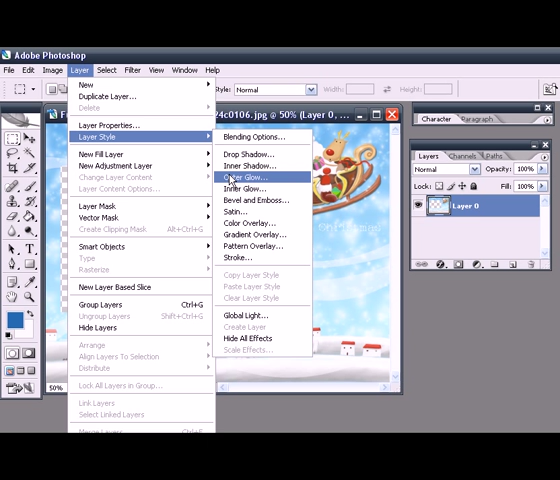 Adobe Photoshop
File Edit Image Layer Select Filter View Window Help
Style: Normal Width: Height:
24c0106.jpg @ 50% (Layer 0, ...
New
Duplicate Layer...
Delete
Layer Properties...
Layer Style
New Fill Layer
New Adjustment Layer
Change Layer Content
Layer Content Options...
Layer Mask
Vector Mask
Create Clipping Mask Alt+Ctrl+G
Smart Objects
Type
Rasterize
New Layer Based Slice
Group Layers Ctrl+G
Ungroup Layers Shift+Ctrl+G
Hide Layers
Arrange
Align Layers To Selection
Distribute
Lock All Layers in Group...
Link Layers
Select Linked Layers
Merge Layers Ctrl+E
Blending Options...
Drop Shadow...
Inner Shadow...
Outer Glow...
Inner Glow...
Bevel and Emboss...
Satin...
Color Overlay...
Gradient Overlay...
Pattern Overlay...
Stroke...
Copy Layer Style
Paste Layer Style
Clear Layer Style
Global Light...
Create Layer
Hide All Effects
Scale Effects...
50%
Character Paragraph
Layers Channels Paths
Normal Opacity: 100%
Lock: Fill: 100%
Layer 0